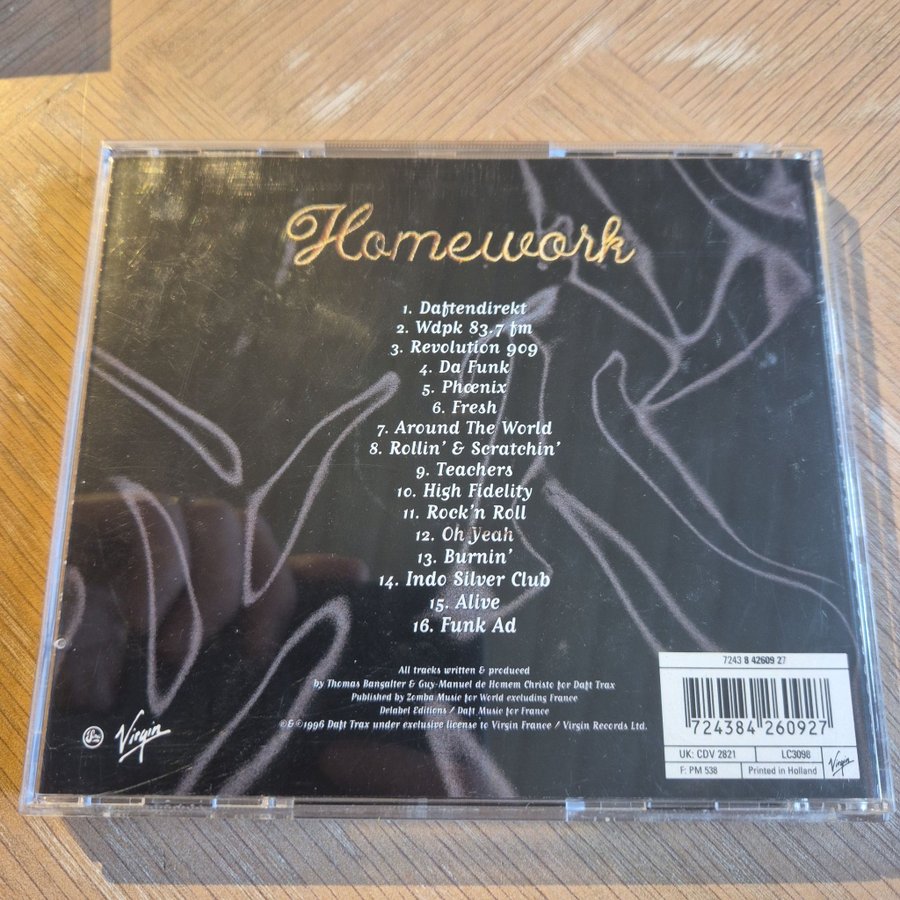 Homework
1. Daftendirekt
2. Wdpk 83.7 fm
3. Revolution 909
4. Da Funk
5. Phœnix
6. Fresh
7. Around The World
8. Rollin' & Scratchin'
9. Teachers
10. High Fidelity
11. Rock'n Roll
12. Oh Yeah
13. Burnin'
14. Indo Silver Club
15. Alive
16. Funk Ad
All tracks written & produced
by Thomas Bangalter & Guy-Manuel de Homem Christo for Daft Trax
Published by Zomba Music for World excluding France
Delabel Editions / Daft Music for France
℗&©1996 Daft Trax under exclusive license to Virgin France / Virgin Records Ltd.
Virgin
7243 8 42609 27
724384 260927
UK: CDV 2821
LC3098
F: PM 538
Printed in Holland
Virgin